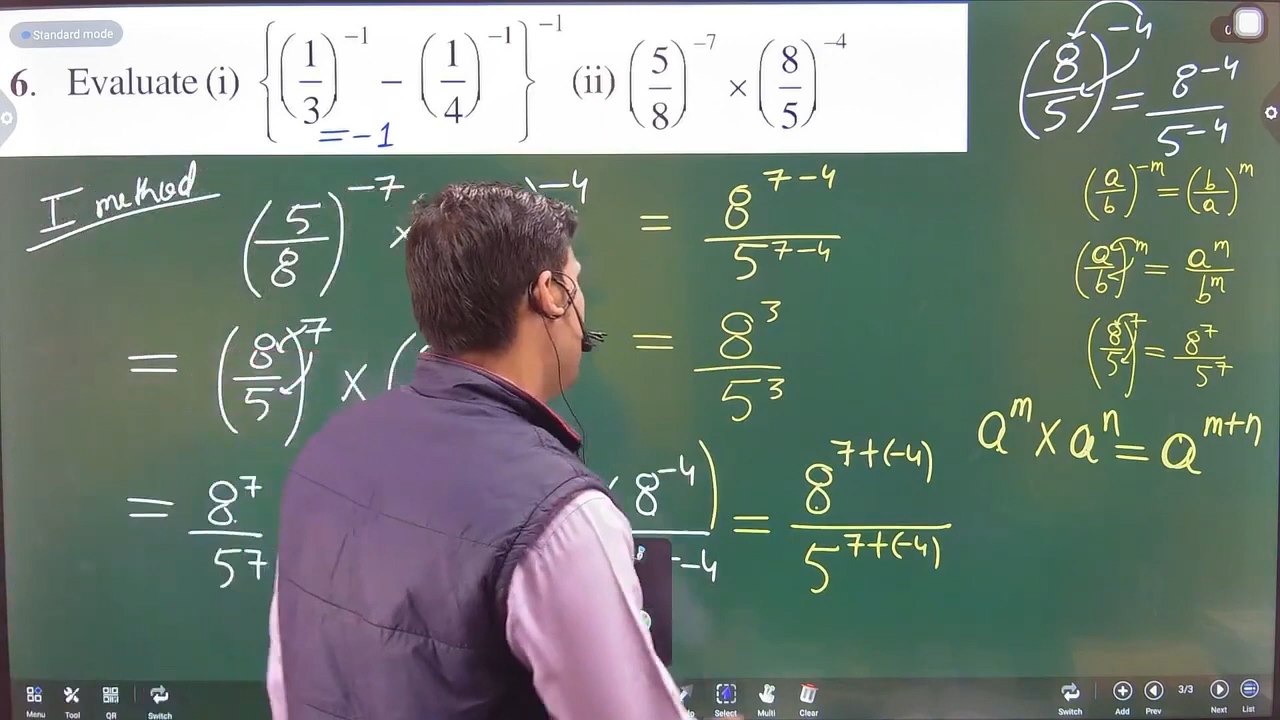 Standard mode
6. Evaluate (i) {(1/3)^-1 − (1/4)^-1}^-1 (ii) (5/8)^-7 × (8/5)^-4
= -1
(8/5)^-4 = 8^-4/5^-4
I method
(5/8)^-7 × )^-4 = 8^7-4/5^7-4
(a/b)^-m = (b/a)^m
(a/b)^m = a^m/b^m
= (8/5)^7 × ( = 8^3/5^3
(8/5)^7 = 8^7/5^7
a^m × a^n = a^m+n
= 8^7/5^7 8^-4)/-4 = 8^7+(-4)/5^7+(-4)
Menu Tool QR Switch Select Multi Clear Switch Add Prev 3/3 Next List